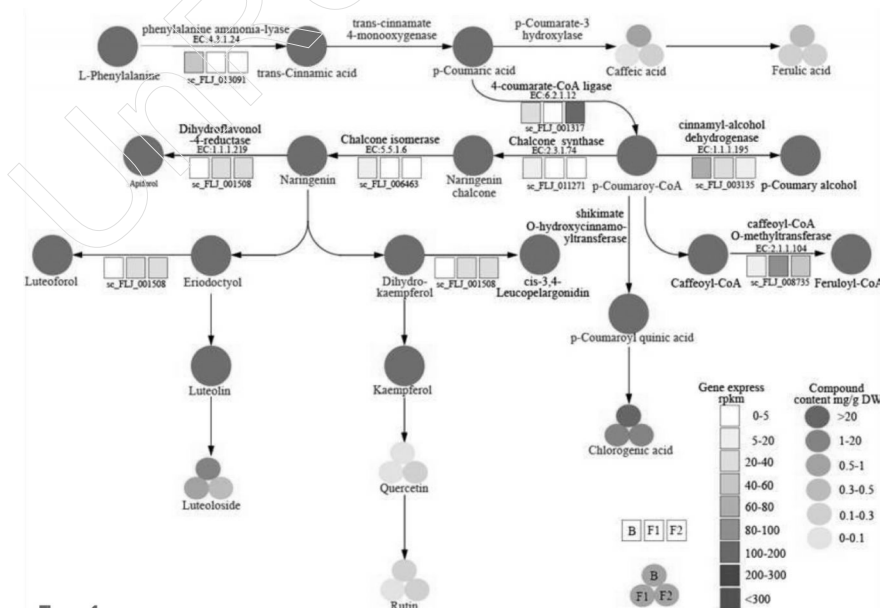 phenylalanine ammonia-lyase
EC:4.3.1.24
se_FLJ_013091
trans-cinnamate
4-monooxygenase
p-Coumarate-3
hydroxylase
L-Phenylalanine
trans-Cinnamic acid
p-Coumaric acid
Caffeic acid
Ferulic acid
4-coumarate-CoA ligase
EC:6.2.1.12
se_FLJ_001317
Dihydroflavonol
-4-reductase
EC:1.1.1.219
se_FLJ_001508
Chalcone isomerase
EC:5.5.1.6
se_FLJ_006463
Chalcone synthase
EC:2.3.1.74
se_FLJ_011271
cinnamyl-alcohol
dehydrogenase
EC:1.1.1.195
se_FLJ_003135
Naringenin
Naringenin
chalcone
p-Coumaroy-CoA
p-Coumary alcohol
shikimate
O-hydroxycinnamo-
yltransferase
caffeoyl-CoA
O-methyltransferase
EC:2.1.1.104
se_FLJ_008735
Luteoforol
se_FLJ_001508
Eriodoctyol
Dihydro-
kaempferol
se_FLJ_001508
cis-3,4-
Leucopelargonidin
Caffeoyl-CoA
Feruloyl-CoA
p-Coumaroyl quinic acid
Luteolin
Kaempferol
Chlorogenic acid
Luteoloside
Quercetin
Rutin
Gene express
rpkm
0-5
5-20
20-40
40-60
60-80
80-100
100-200
200-300
<300
Compound
content mg/g DW
>20
1-20
0.5-1
0.3-0.5
0.1-0.3
0-0.1
B F1 F2
B
F1 F2